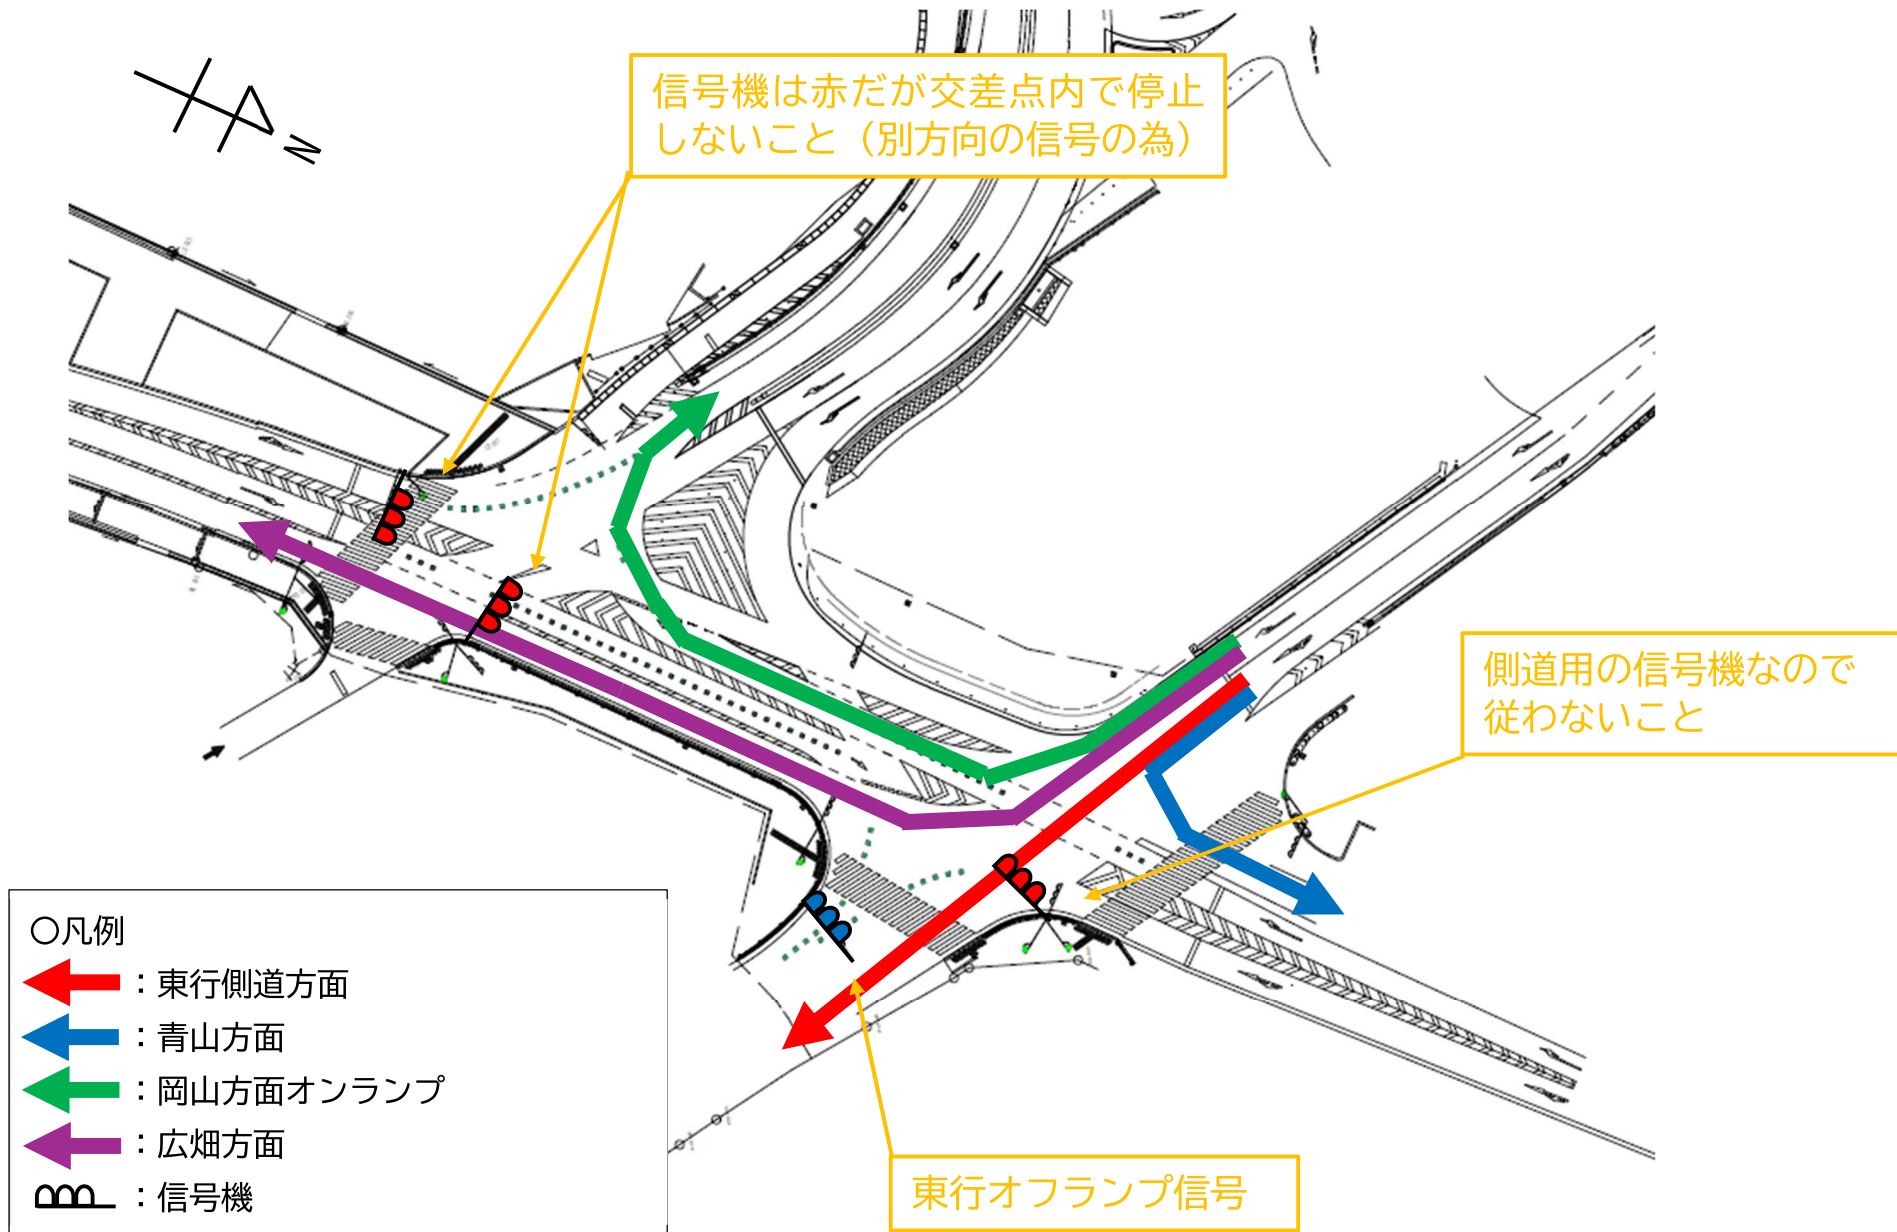 N
信号機は赤だが交差点内で停止
しないこと（別方向の信号の為）
側道用の信号機なので
従わないこと
〇凡例
：東行側道方面
：青山方面
：岡山方面オンランプ
：広畑方面
：信号機
東行オフランプ信号